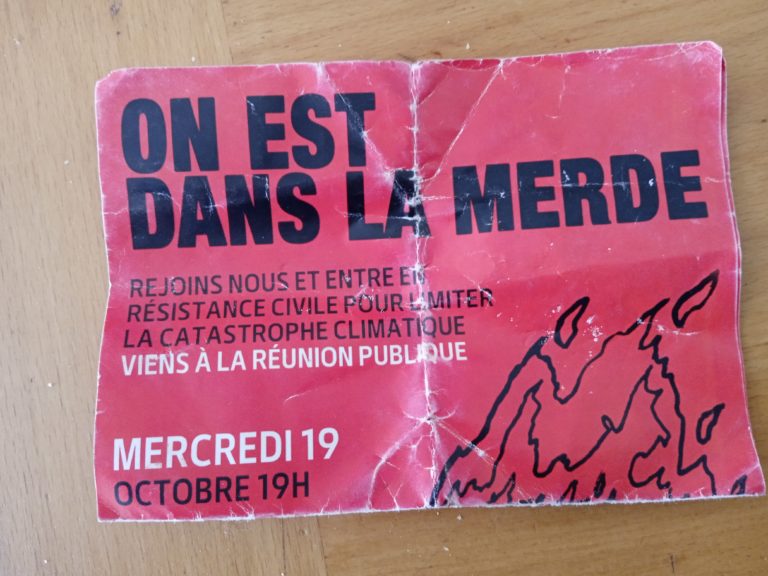 ON EST
DANS LA MERDE
REJOINS NOUS ET ENTRE EN
RÉSISTANCE CIVILE POUR LIMITER
LA CATASTROPHE CLIMATIQUE
VIENS À LA RÉUNION PUBLIQUE
MERCREDI 19
OCTOBRE 19H